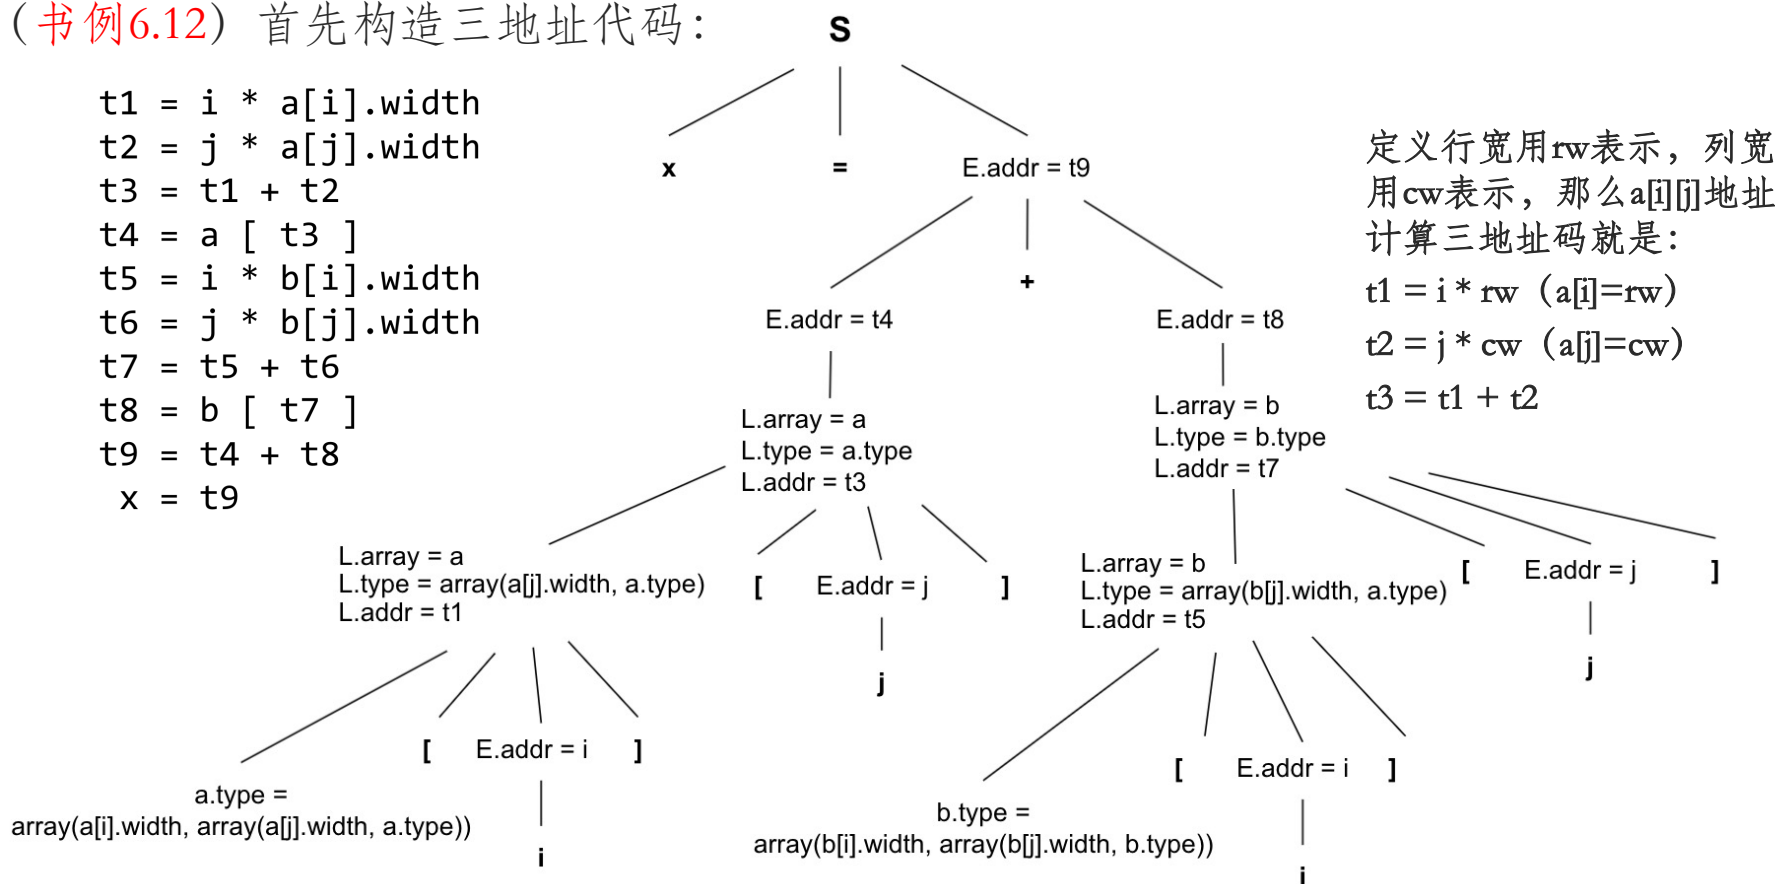 （书例6.12）首先构造三地址代码：
t1 = i * a[i].width
t2 = j * a[j].width
t3 = t1 + t2
t4 = a [ t3 ]
t5 = i * b[i].width
t6 = j * b[j].width
t7 = t5 + t6
t8 = b [ t7 ]
t9 = t4 + t8
x = t9
S
x = E.addr = t9
+
E.addr = t4 E.addr = t8
L.array = a
L.type = a.type
L.addr = t3
L.array = b
L.type = b.type
L.addr = t7
L.array = a
L.type = array(a[j].width, a.type)
L.addr = t1
[ E.addr = j ]
j
L.array = b
L.type = array(b[j].width, a.type)
L.addr = t5
[ E.addr = j ]
j
a.type =
array(a[i].width, array(a[j].width, a.type))
[ E.addr = i ]
i
b.type =
array(b[i].width, array(b[j].width, b.type))
[ E.addr = i ]
i
定义行宽用rw表示，列宽
用cw表示，那么a[i][j]地址
计算三地址码就是：
t1 = i * rw（a[i]=rw）
t2 = j * cw（a[j]=cw）
t3 = t1 + t2